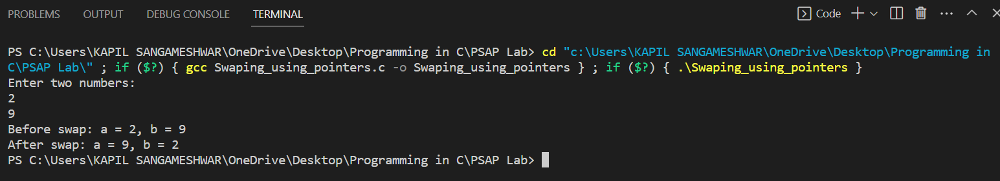 PROBLEMS OUTPUT DEBUG CONSOLE TERMINAL Code
PS C:\Users\KAPIL SANGAMESHWAR\OneDrive\Desktop\Programming in C\PSAP Lab> cd "c:\Users\KAPIL SANGAMESHWAR\OneDrive\Desktop\Programming in
C\PSAP Lab\" ; if ($?) { gcc Swaping_using_pointers.c -o Swaping_using_pointers } ; if ($?) { .\Swaping_using_pointers }
Enter two numbers:
2
9
Before swap: a = 2, b = 9
After swap: a = 9, b = 2
PS C:\Users\KAPIL SANGAMESHWAR\OneDrive\Desktop\Programming in C\PSAP Lab>